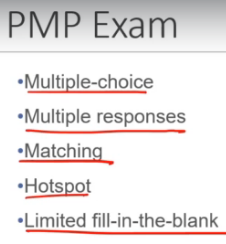 PMP Exam
•Multiple-choice
•Multiple responses
•Matching
•Hotspot
•Limited fill-in-the-blank